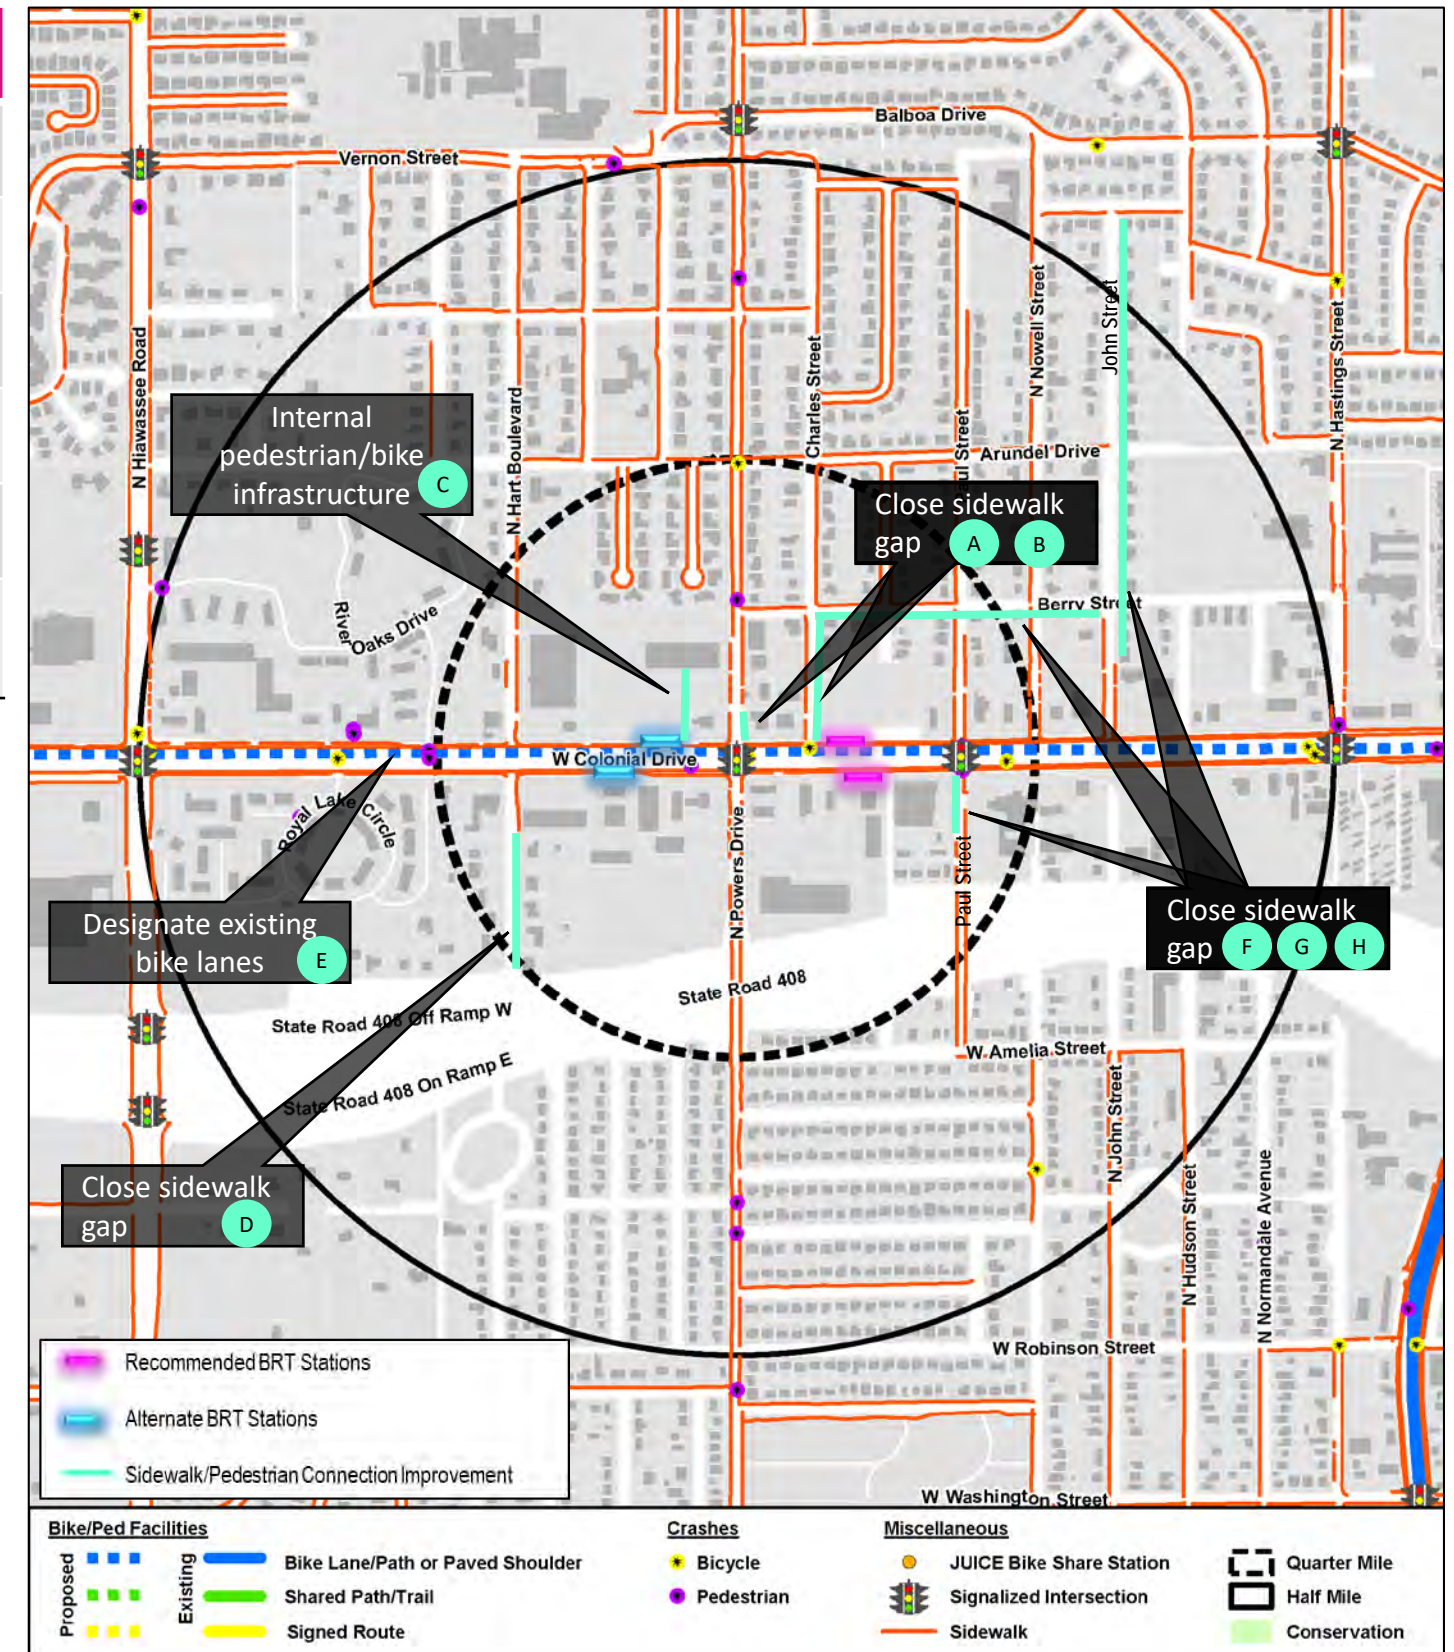 Balboa Drive
Vernon Street
N Hiawassee Road
N Hart Boulevard
Charles Street
Paul Street
N Nowell Street
John Street
N Hastings Street
Arundel Drive
Internal
pedestrian/bike
infrastructure C
Close sidewalk
gap A B
Berry Street
River
Oaks Drive
W Colonial Drive
Royal Lake Circle
N Powers Drive
Paul Street
Designate existing
bike lanes E
Close sidewalk
gap F G H
State Road 408
State Road 408 Off Ramp W
State Road 408 On Ramp E
W Amelia Street
N John Street
N Hudson Street
N Normandale Avenue
Close sidewalk
gap D
W Robinson Street
W Washington Street
Recommended BRT Stations
Alternate BRT Stations
Sidewalk/Pedestrian Connection Improvement
Bike/Ped Facilities
Proposed
Existing
Bike Lane/Path or Paved Shoulder
Shared Path/Trail
Signed Route
Crashes
Bicycle
Pedestrian
Miscellaneous
JUICE Bike Share Station
Signalized Intersection
Sidewalk
Quarter Mile
Half Mile
Conservation